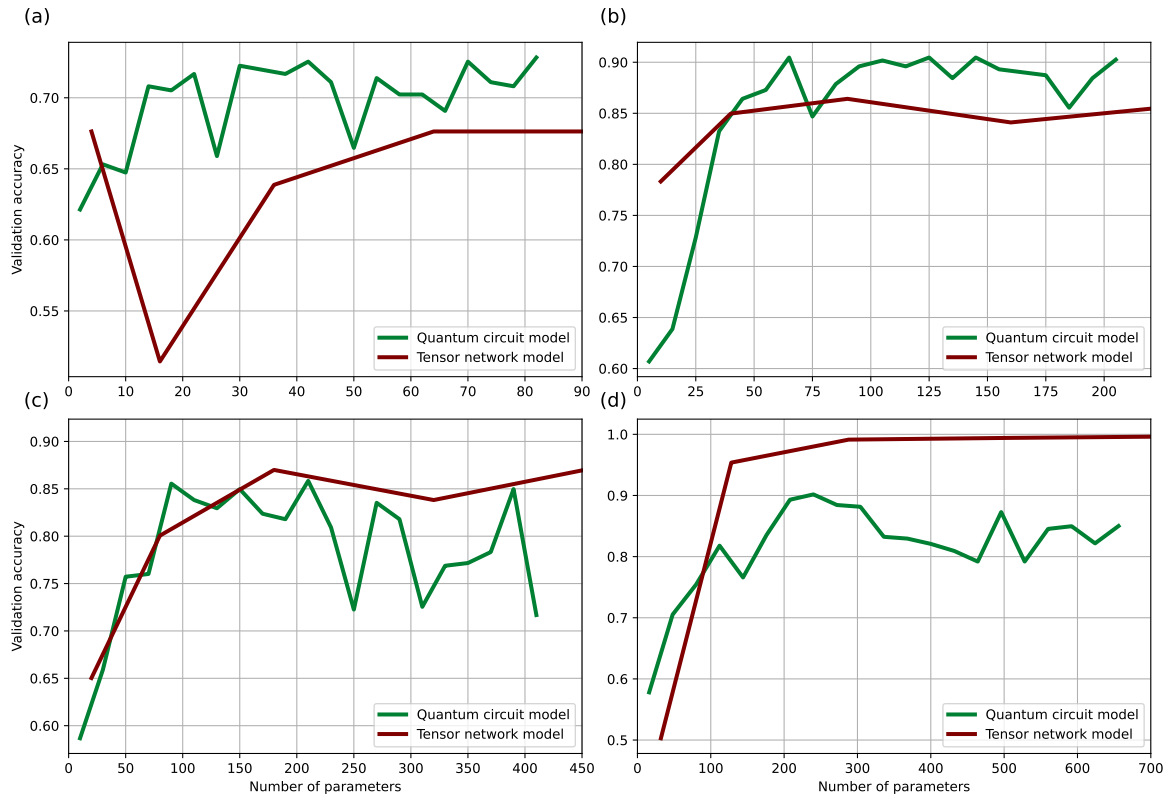 (a)
(b)
Validation accuracy
0.70
0.65
0.60
0.55
Quantum circuit model
Tensor network model
0 10 20 30 40 50 60 70 80 90
0.90
0.85
0.80
0.75
0.70
0.65
0.60
Quantum circuit model
Tensor network model
0 25 50 75 100 125 150 175 200
(c)
(d)
Validation accuracy
0.90
0.85
0.80
0.75
0.70
0.65
0.60
Quantum circuit model
Tensor network model
0 50 100 150 200 250 300 350 400 450
Number of parameters
1.0
0.9
0.8
0.7
0.6
0.5
Quantum circuit model
Tensor network model
0 100 200 300 400 500 600 700
Number of parameters